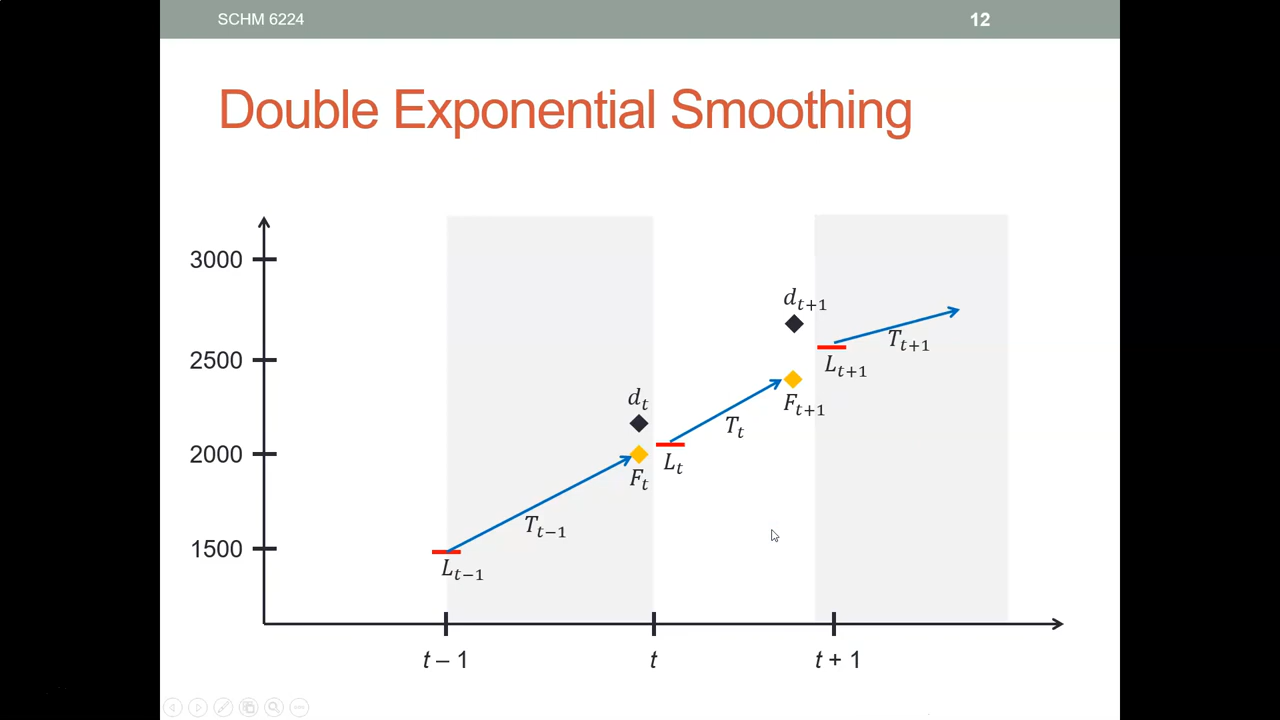 SCHM 6224
12
Double Exponential Smoothing
3000
2500
2000
1500
d_{t+1}
T_{t+1}
L_{t+1}
F_{t+1}
d_t
T_t
L_t
F_t
T_{t−1}
L_{t−1}
t – 1
t
t + 1